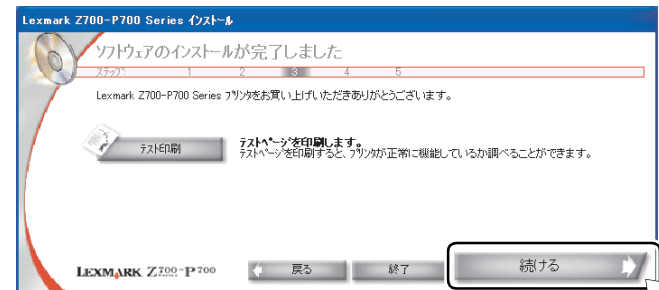 Lexmark Z700-P700 Series インストール
ソフトウェアのインストールが完了しました
ステップ: 1 2 3 4 5
Lexmark Z700-P700 Series プリンタをお買い上げいただきありがとうございます。
テスト印刷
テストページを印刷します。
テストページを印刷すると、プリンタが正常に機能しているか調べることができます。
LEXMARK Z700-P700
戻る
終了
続ける